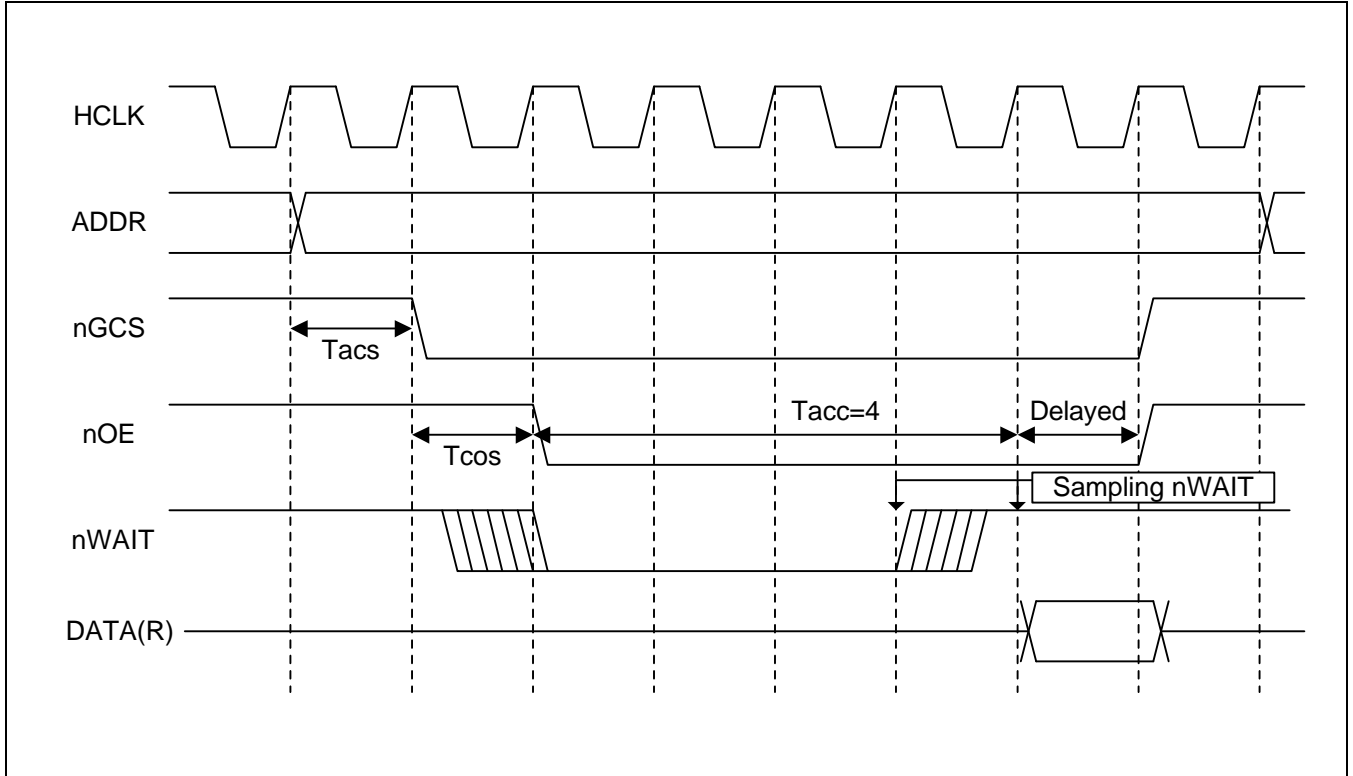 HCLK
ADDR
nGCS
Tacs
nOE
Tcos
Tacc=4
Delayed
Sampling nWAIT
nWAIT
DATA(R)